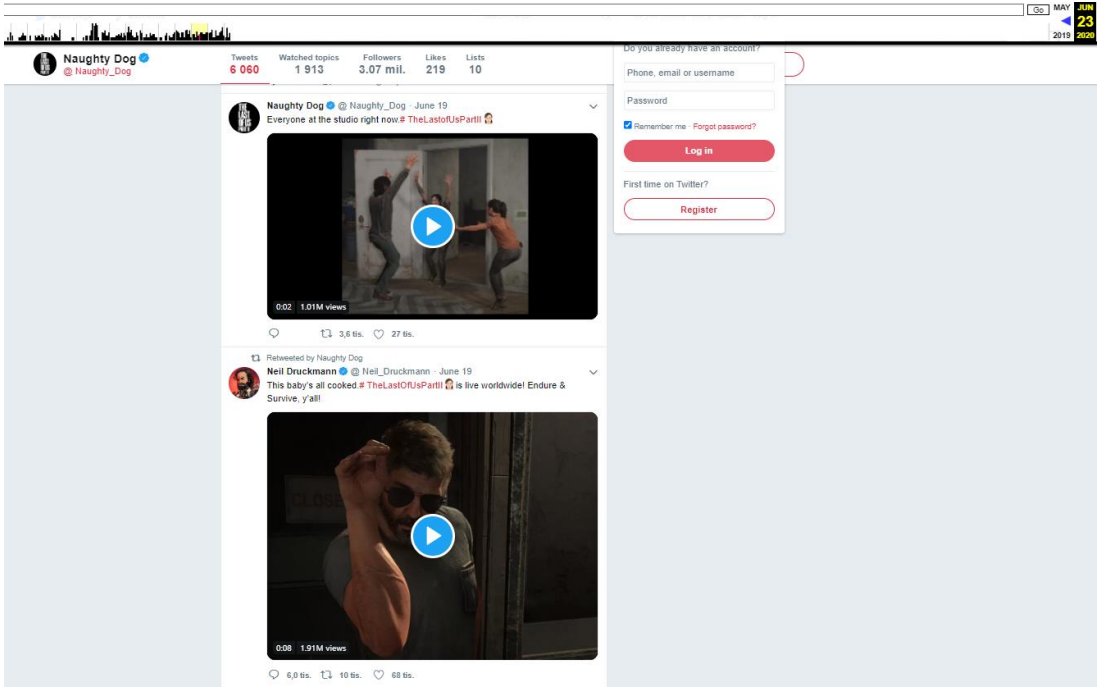 Go MAY JUN
23
2019 2020
Naughty Dog
@ Naughty_Dog
Tweets Watched topics Followers Likes Lists
6 060 1 913 3.07 mil. 219 10
Do you already have an account?
Phone, email or username
Password
Remember me · Forgot password?
Log in
First time on Twitter?
Register
Naughty Dog @ Naughty_Dog · June 19
Everyone at the studio right now.# TheLastofUsPartII
0:02 1.01M views
3,6 tis. 27 tis.
Retweeted by Naughty Dog
Neil Druckmann @ Neil_Druckmann · June 19
This baby's all cooked.# TheLastOfUsPartII is live worldwide! Endure &
Survive, y'all!
CLOSE
0:08 1.91M views
6,0 tis. 10 tis. 68 tis.